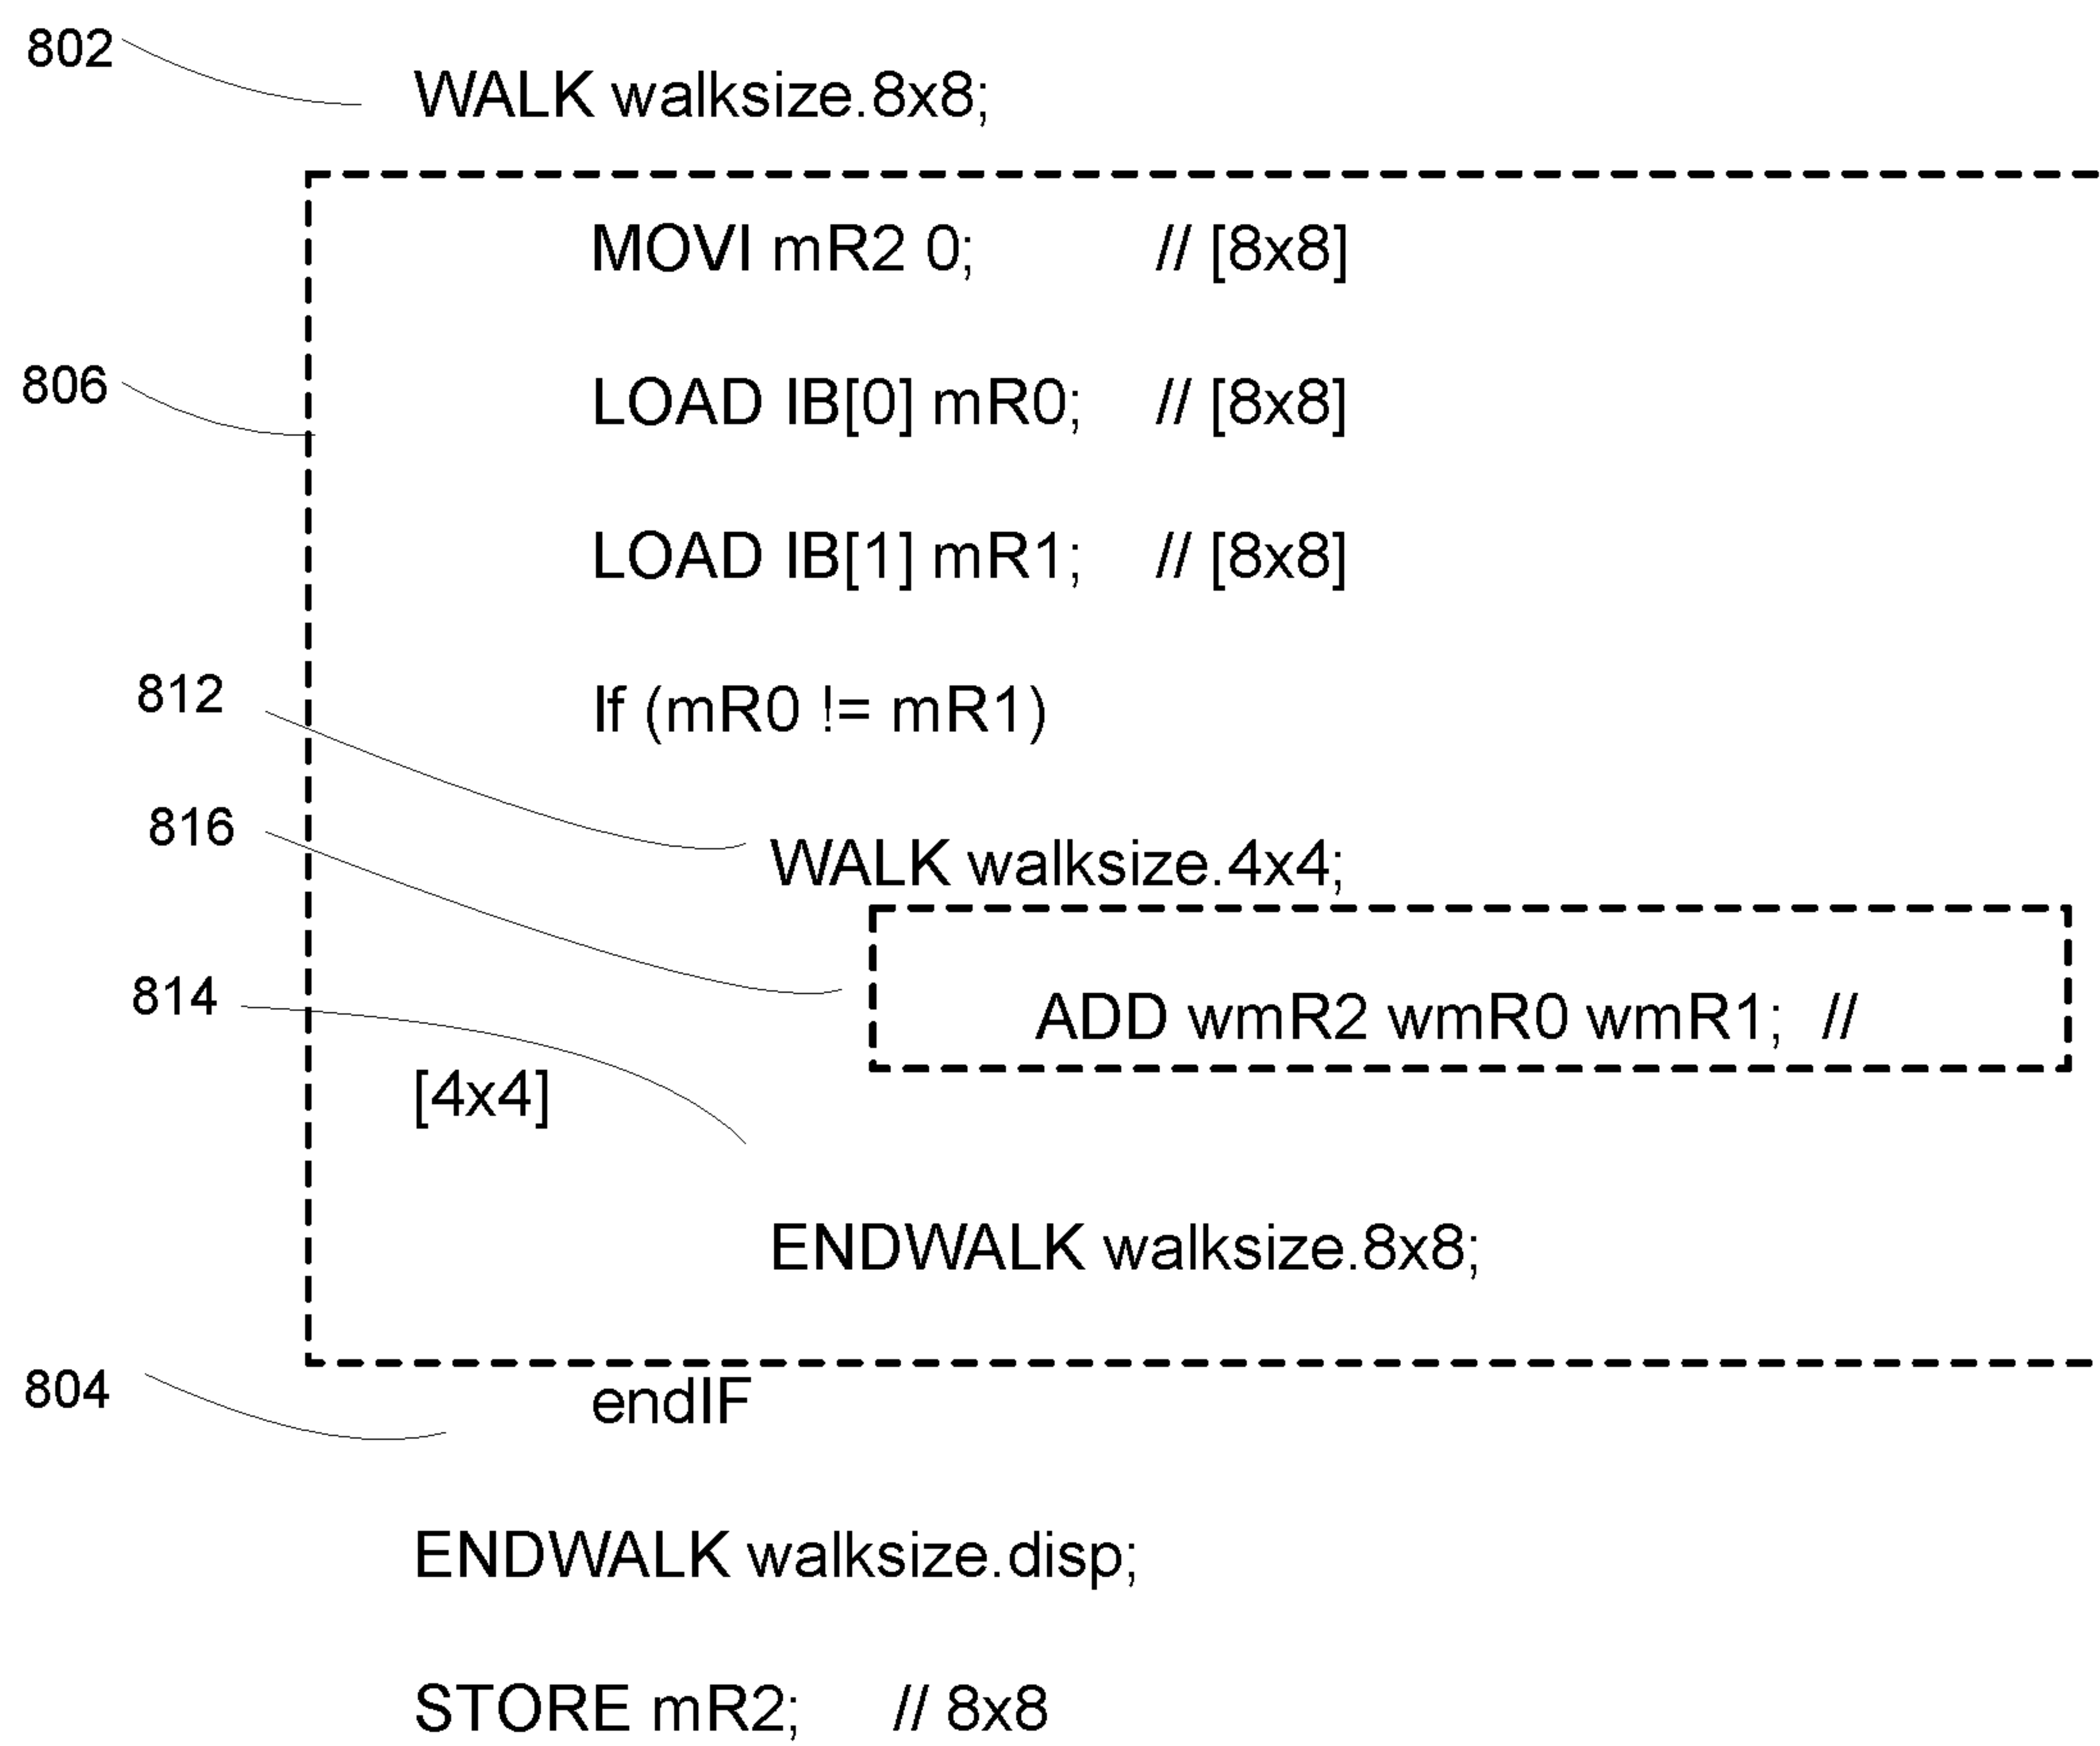 802
WALK walksize.8x8;
MOVI mR2 0; // [8x8]
806
LOAD IB[0] mR0; // [8x8]
LOAD IB[1] mR1; // [8x8]
812
If (mR0 != mR1)
816
WALK walksize.4x4;
814
ADD wmR2 wmR0 wmR1; //
[4x4]
ENDWALK walksize.8x8;
804
endIF
ENDWALK walksize.disp;
STORE mR2; // 8x8